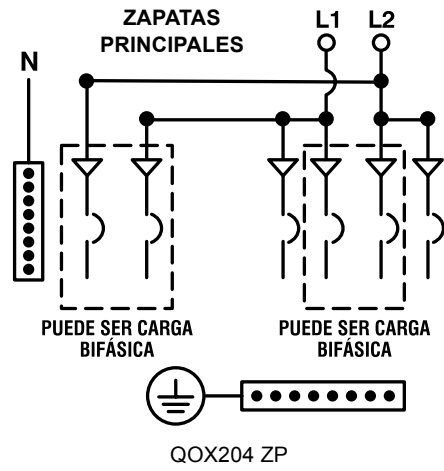 ZAPATAS
PRINCIPALES
L1 L2
N
PUEDE SER CARGA
BIFÁSICA
PUEDE SER CARGA
BIFÁSICA
QOX204 ZP